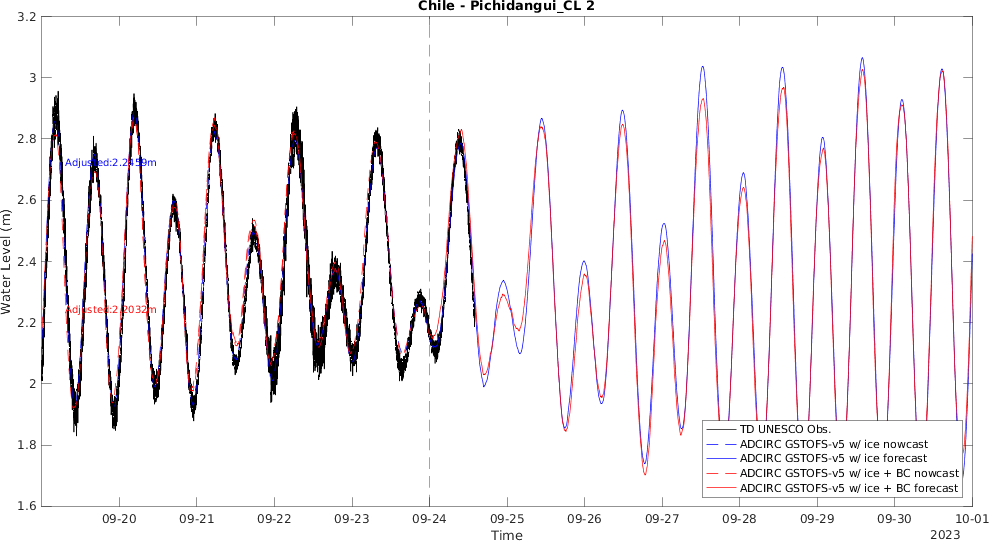 Chile - Pichidangui_CL 2
3.2
3
2.8
2.6
2.4
2.2
2
1.8
1.6
Water Level (m)
Adjusted:2.2459m
Adjusted:2.2032m
TD UNESCO Obs.
ADCIRC GSTOFS-v5 w/ ice nowcast
ADCIRC GSTOFS-v5 w/ ice forecast
ADCIRC GSTOFS-v5 w/ ice + BC nowcast
ADCIRC GSTOFS-v5 w/ ice + BC forecast
09-20 09-21 09-22 09-23 09-24 09-25 09-26 09-27 09-28 09-29 09-30 10-01
Time
2023